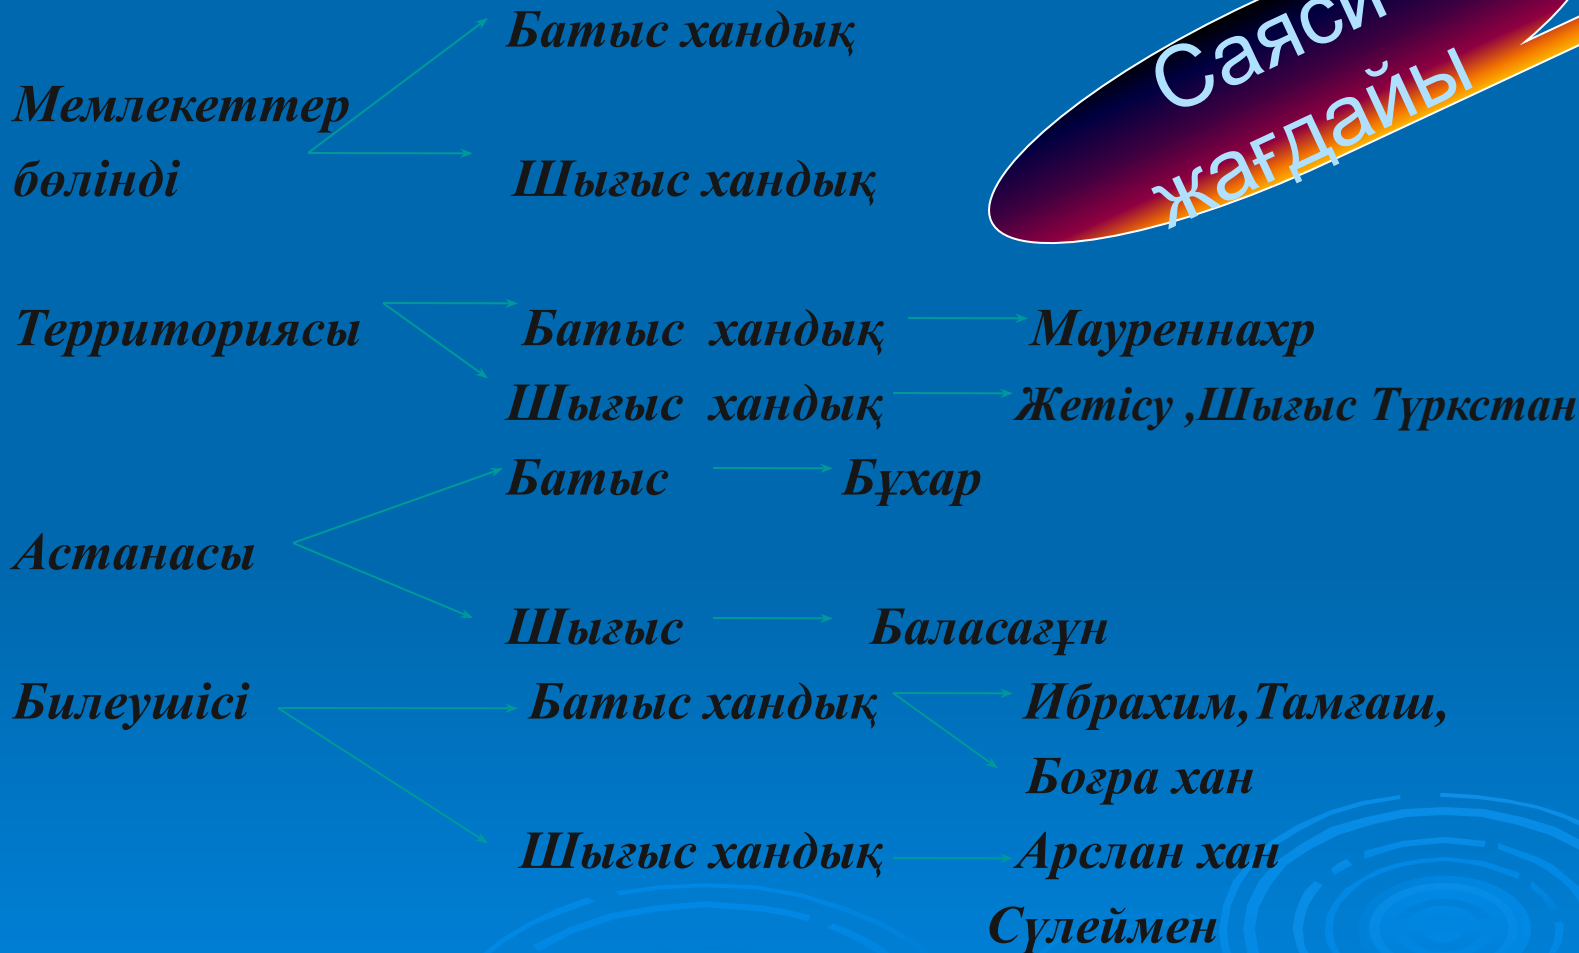 Саяси
жағдайы
Батыс хандық
Мемлекеттер
бөлінді Шығыс хандық
Территориясы Батыс хандық Мауреннахр
Шығыс хандық Жетісу ,Шығыс Түркстан
Батыс Бұхар
Астанасы
Шығыс Баласағұн
Билеушісі Батыс хандық Ибрахим,Тамғаш,
Боғра хан
Шығыс хандық Арслан хан
Сүлеймен